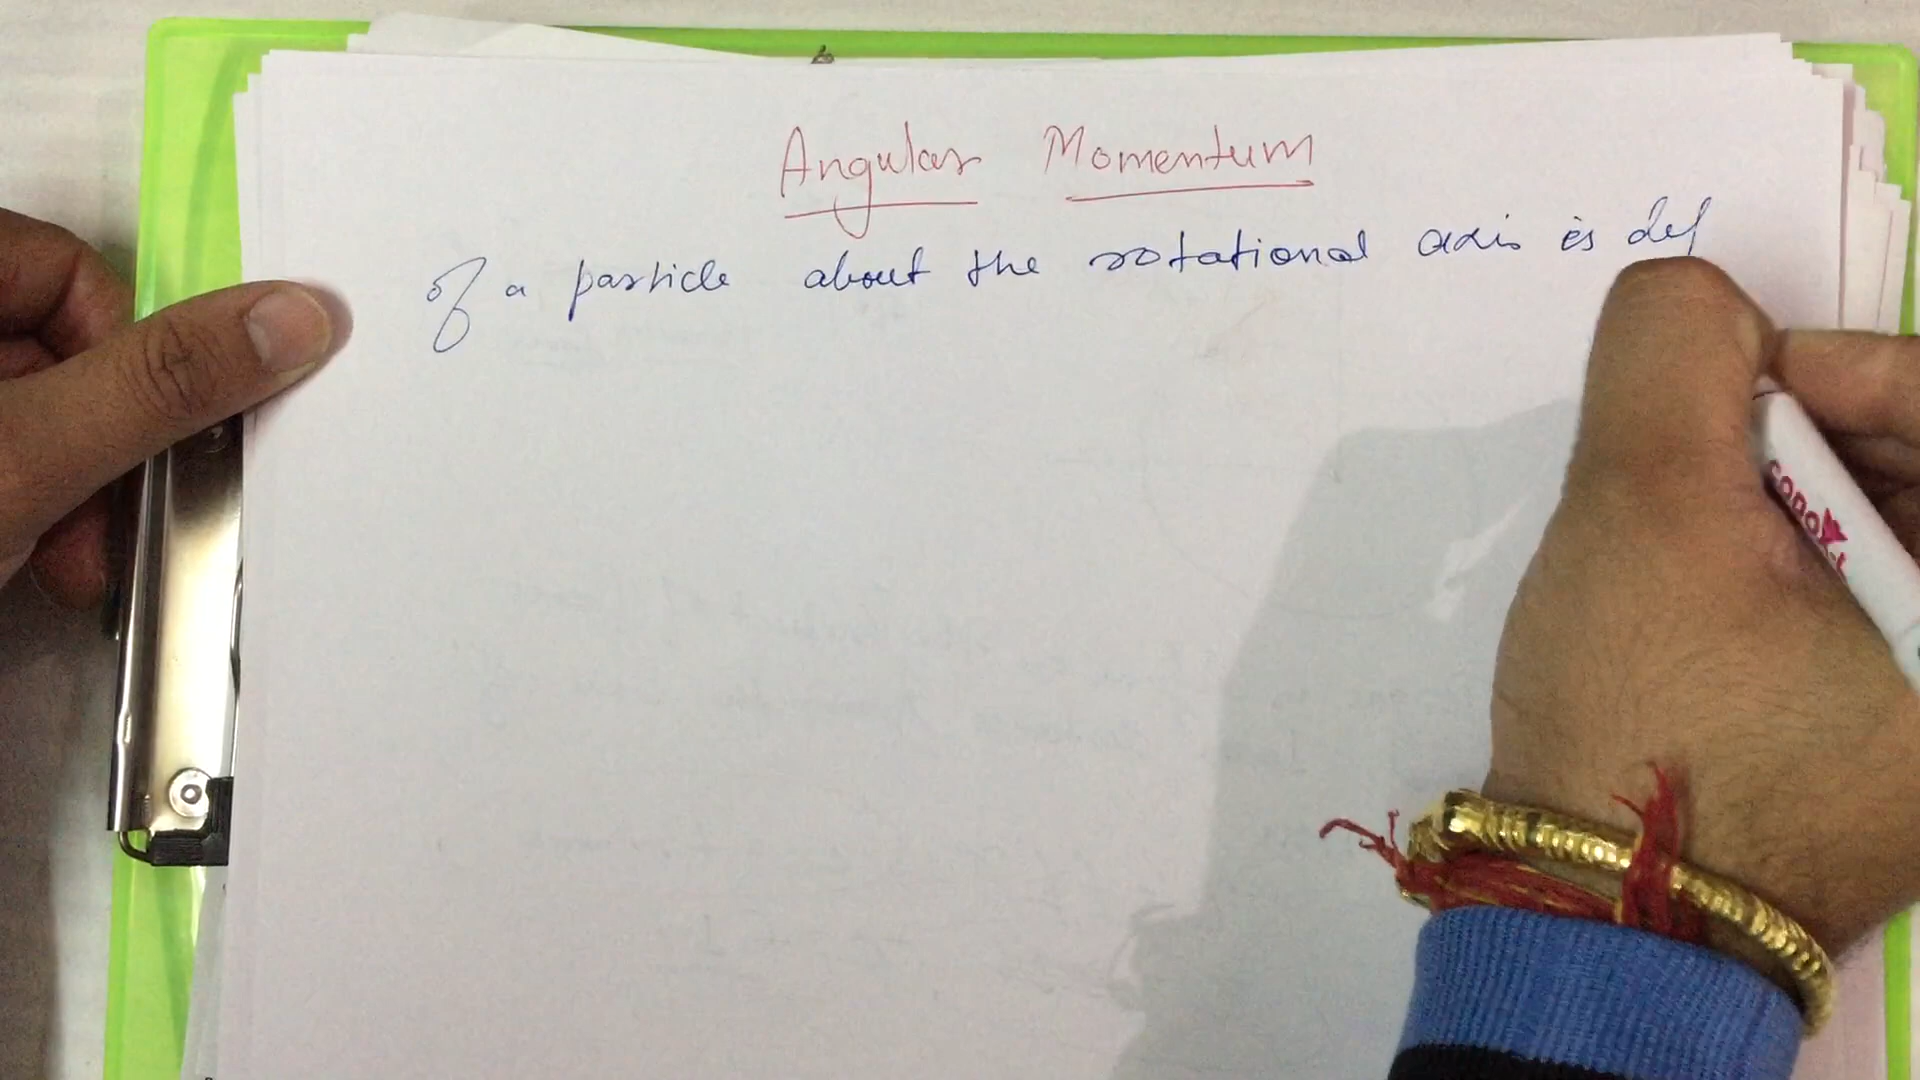 Angular Momentum
of a particle about the rotational axis is def